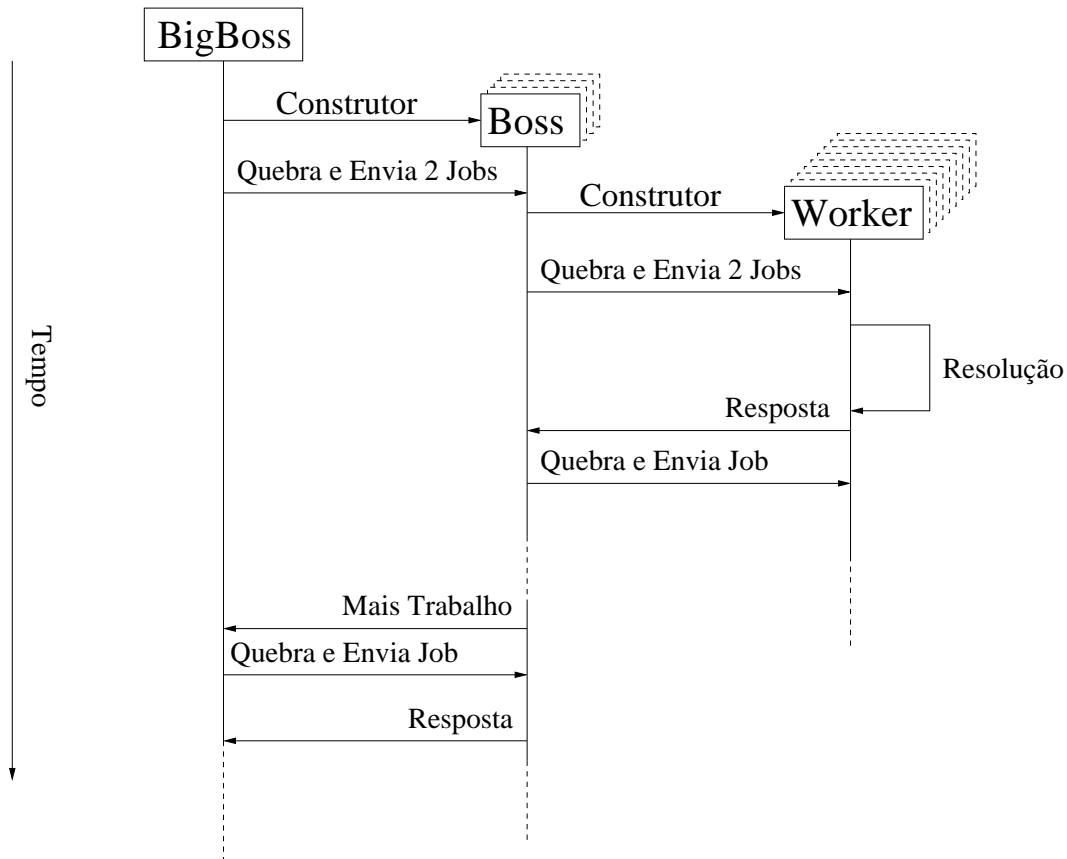 BigBoss
Construtor
Boss
Quebra e Envia 2 Jobs
Construtor
Worker
Quebra e Envia 2 Jobs
Tempo
Resolução
Resposta
Quebra e Envia Job
Mais Trabalho
Quebra e Envia Job
Resposta